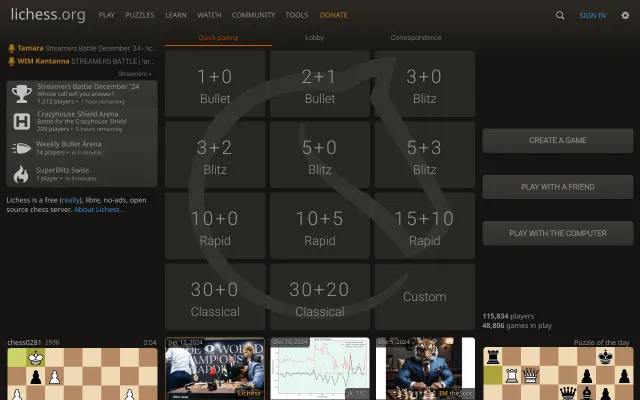 lichess.org PLAY PUZZLES LEARN WATCH COMMUNITY TOOLS DONATE SIGN IN
Quick pairing Lobby Correspondence
Tamara Streamers Battle December '24 - lic...
WIM Kantanna STREAMERS BATTLE | !ar...
Streamers »
Streamers Battle December '24
Whose call will you answer?
1,512 players • 1 hour remaining
Crazyhouse Shield Arena
Battle for the Crazyhouse Shield
299 players • 5 hours remaining
Weekly Bullet Arena
74 players • in 9 minutes
SuperBlitz Swiss
1 player • in 9 minutes
Lichess is a free (really), libre, no-ads, open
source chess server. About Lichess...
1+0
Bullet
2+1
Bullet
3+0
Blitz
3+2
Blitz
5+0
Blitz
5+3
Blitz
10+0
Rapid
10+5
Rapid
15+10
Rapid
30+0
Classical
30+20
Classical
Custom
CREATE A GAME
PLAY WITH A FRIEND
PLAY WITH THE COMPUTER
115,834 players
48,806 games in play
chess0281 2930 0:04
Dec 12, 2024
Lichess
Dec 10, 2024
jk_182
Dec 5, 2024
IM theScot
Puzzle of the day